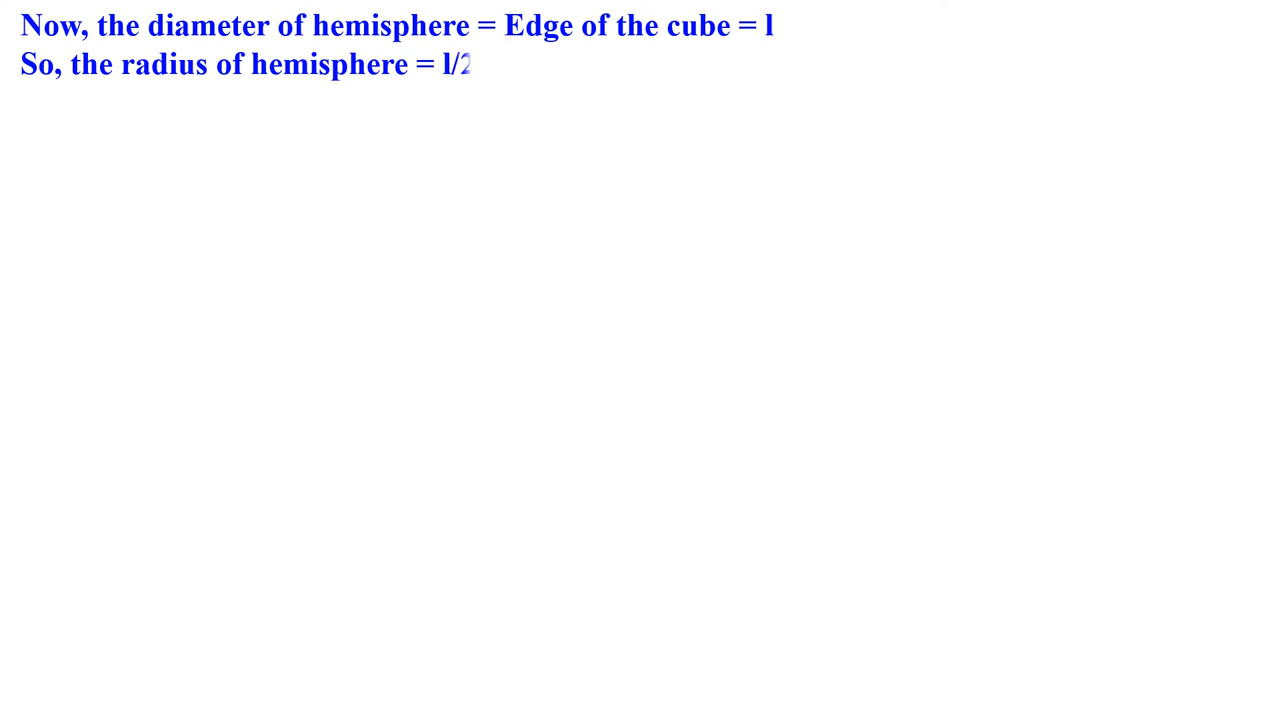 Now, the diameter of hemisphere = Edge of the cube = l
So, the radius of hemisphere = l/2